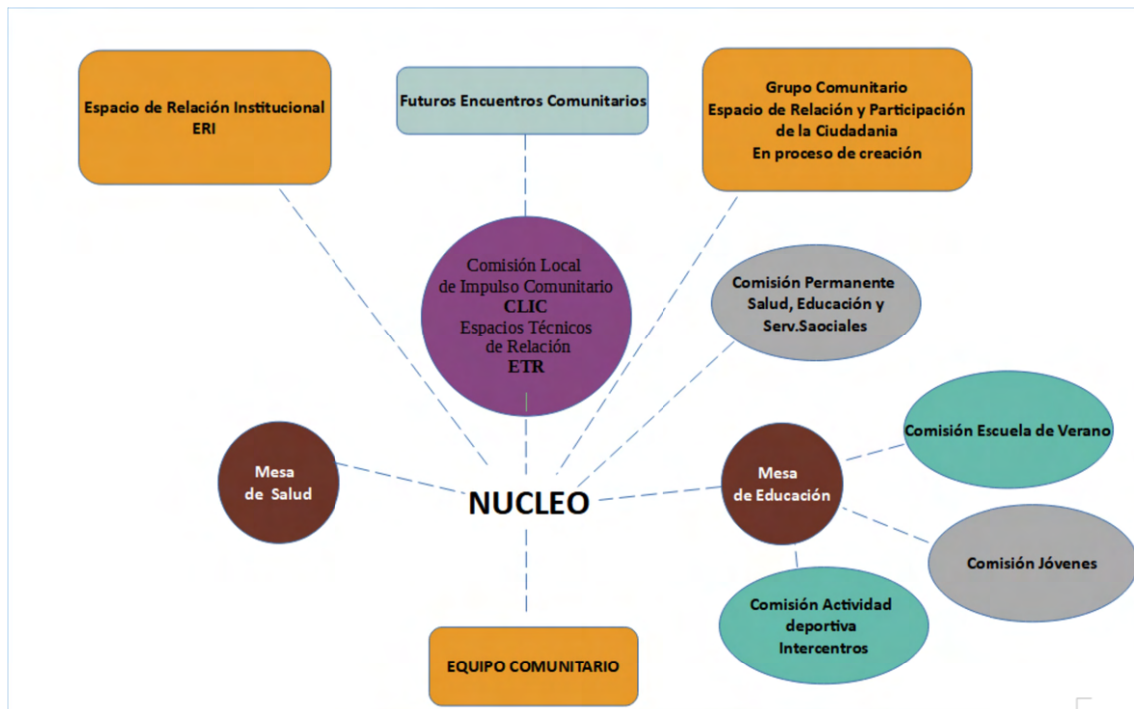 Espacio de Relación Institucional
ERI
Futuros Encuentros Comunitarios
Grupo Comunitario
Espacio de Relación y Participación
de la Ciudadania
En proceso de creación
Comisión Local
de Impulso Comunitario
CLIC
Espacios Técnicos
de Relación
ETR
Comisión Permanente
Salud, Educación y
Serv.Saociales
Comisión Escuela de Verano
Mesa
de Salud
NUCLEO
Mesa
de Educación
Comisión Jóvenes
Comisión Actividad
deportiva
Intercentros
EQUIPO COMUNITARIO